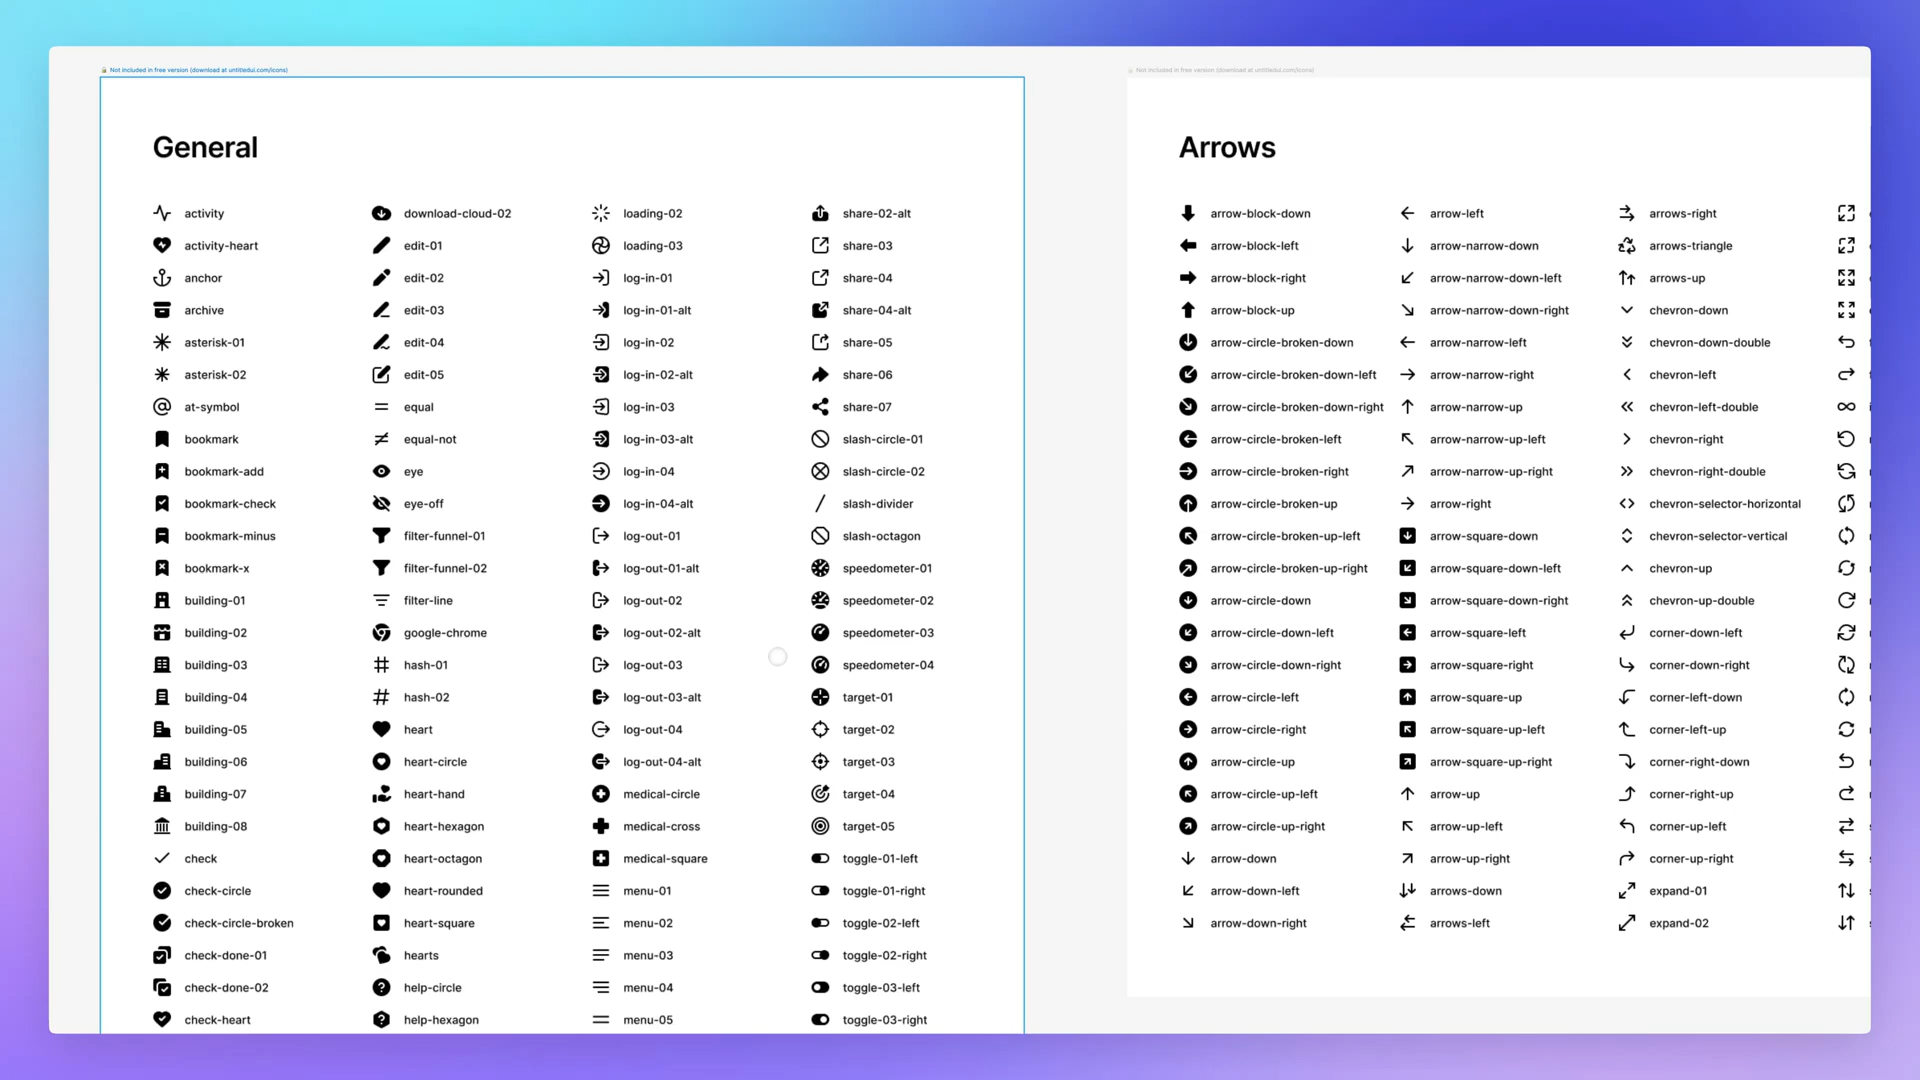 Not included in free version (download at untitledui.com/icons)
General
activity
activity-heart
anchor
archive
asterisk-01
asterisk-02
at-symbol
bookmark
bookmark-add
bookmark-check
bookmark-minus
bookmark-x
building-01
building-02
building-03
building-04
building-05
building-06
building-07
building-08
check
check-circle
check-circle-broken
check-done-01
check-done-02
check-heart
download-cloud-02
edit-01
edit-02
edit-03
edit-04
edit-05
equal
equal-not
eye
eye-off
filter-funnel-01
filter-funnel-02
filter-line
google-chrome
hash-01
hash-02
heart
heart-circle
heart-hand
heart-hexagon
heart-octagon
heart-rounded
heart-square
hearts
help-circle
help-hexagon
loading-02
loading-03
log-in-01
log-in-01-alt
log-in-02
log-in-02-alt
log-in-03
log-in-03-alt
log-in-04
log-in-04-alt
log-out-01
log-out-01-alt
log-out-02
log-out-02-alt
log-out-03
log-out-03-alt
log-out-04
log-out-04-alt
medical-circle
medical-cross
medical-square
menu-01
menu-02
menu-03
menu-04
menu-05
share-02-alt
share-03
share-04
share-04-alt
share-05
share-06
share-07
slash-circle-01
slash-circle-02
slash-divider
slash-octagon
speedometer-01
speedometer-02
speedometer-03
speedometer-04
target-01
target-02
target-03
target-04
target-05
toggle-01-left
toggle-01-right
toggle-02-left
toggle-02-right
toggle-03-left
toggle-03-right
Not included in free version (download at untitledui.com/icons)
Arrows
arrow-block-down
arrow-block-left
arrow-block-right
arrow-block-up
arrow-circle-broken-down
arrow-circle-broken-down-left
arrow-circle-broken-down-right
arrow-circle-broken-left
arrow-circle-broken-right
arrow-circle-broken-up
arrow-circle-broken-up-left
arrow-circle-broken-up-right
arrow-circle-down
arrow-circle-down-left
arrow-circle-down-right
arrow-circle-left
arrow-circle-right
arrow-circle-up
arrow-circle-up-left
arrow-circle-up-right
arrow-down
arrow-down-left
arrow-down-right
arrow-left
arrow-narrow-down
arrow-narrow-down-left
arrow-narrow-down-right
arrow-narrow-left
arrow-narrow-right
arrow-narrow-up
arrow-narrow-up-left
arrow-narrow-up-right
arrow-right
arrow-square-down
arrow-square-down-left
arrow-square-down-right
arrow-square-left
arrow-square-right
arrow-square-up
arrow-square-up-left
arrow-square-up-right
arrow-up
arrow-up-left
arrow-up-right
arrows-down
arrows-left
arrows-right
arrows-triangle
arrows-up
chevron-down
chevron-down-double
chevron-left
chevron-left-double
chevron-right
chevron-right-double
chevron-selector-horizontal
chevron-selector-vertical
chevron-up
chevron-up-double
corner-down-left
corner-down-right
corner-left-down
corner-left-up
corner-right-down
corner-right-up
corner-up-left
corner-up-right
expand-01
expand-02